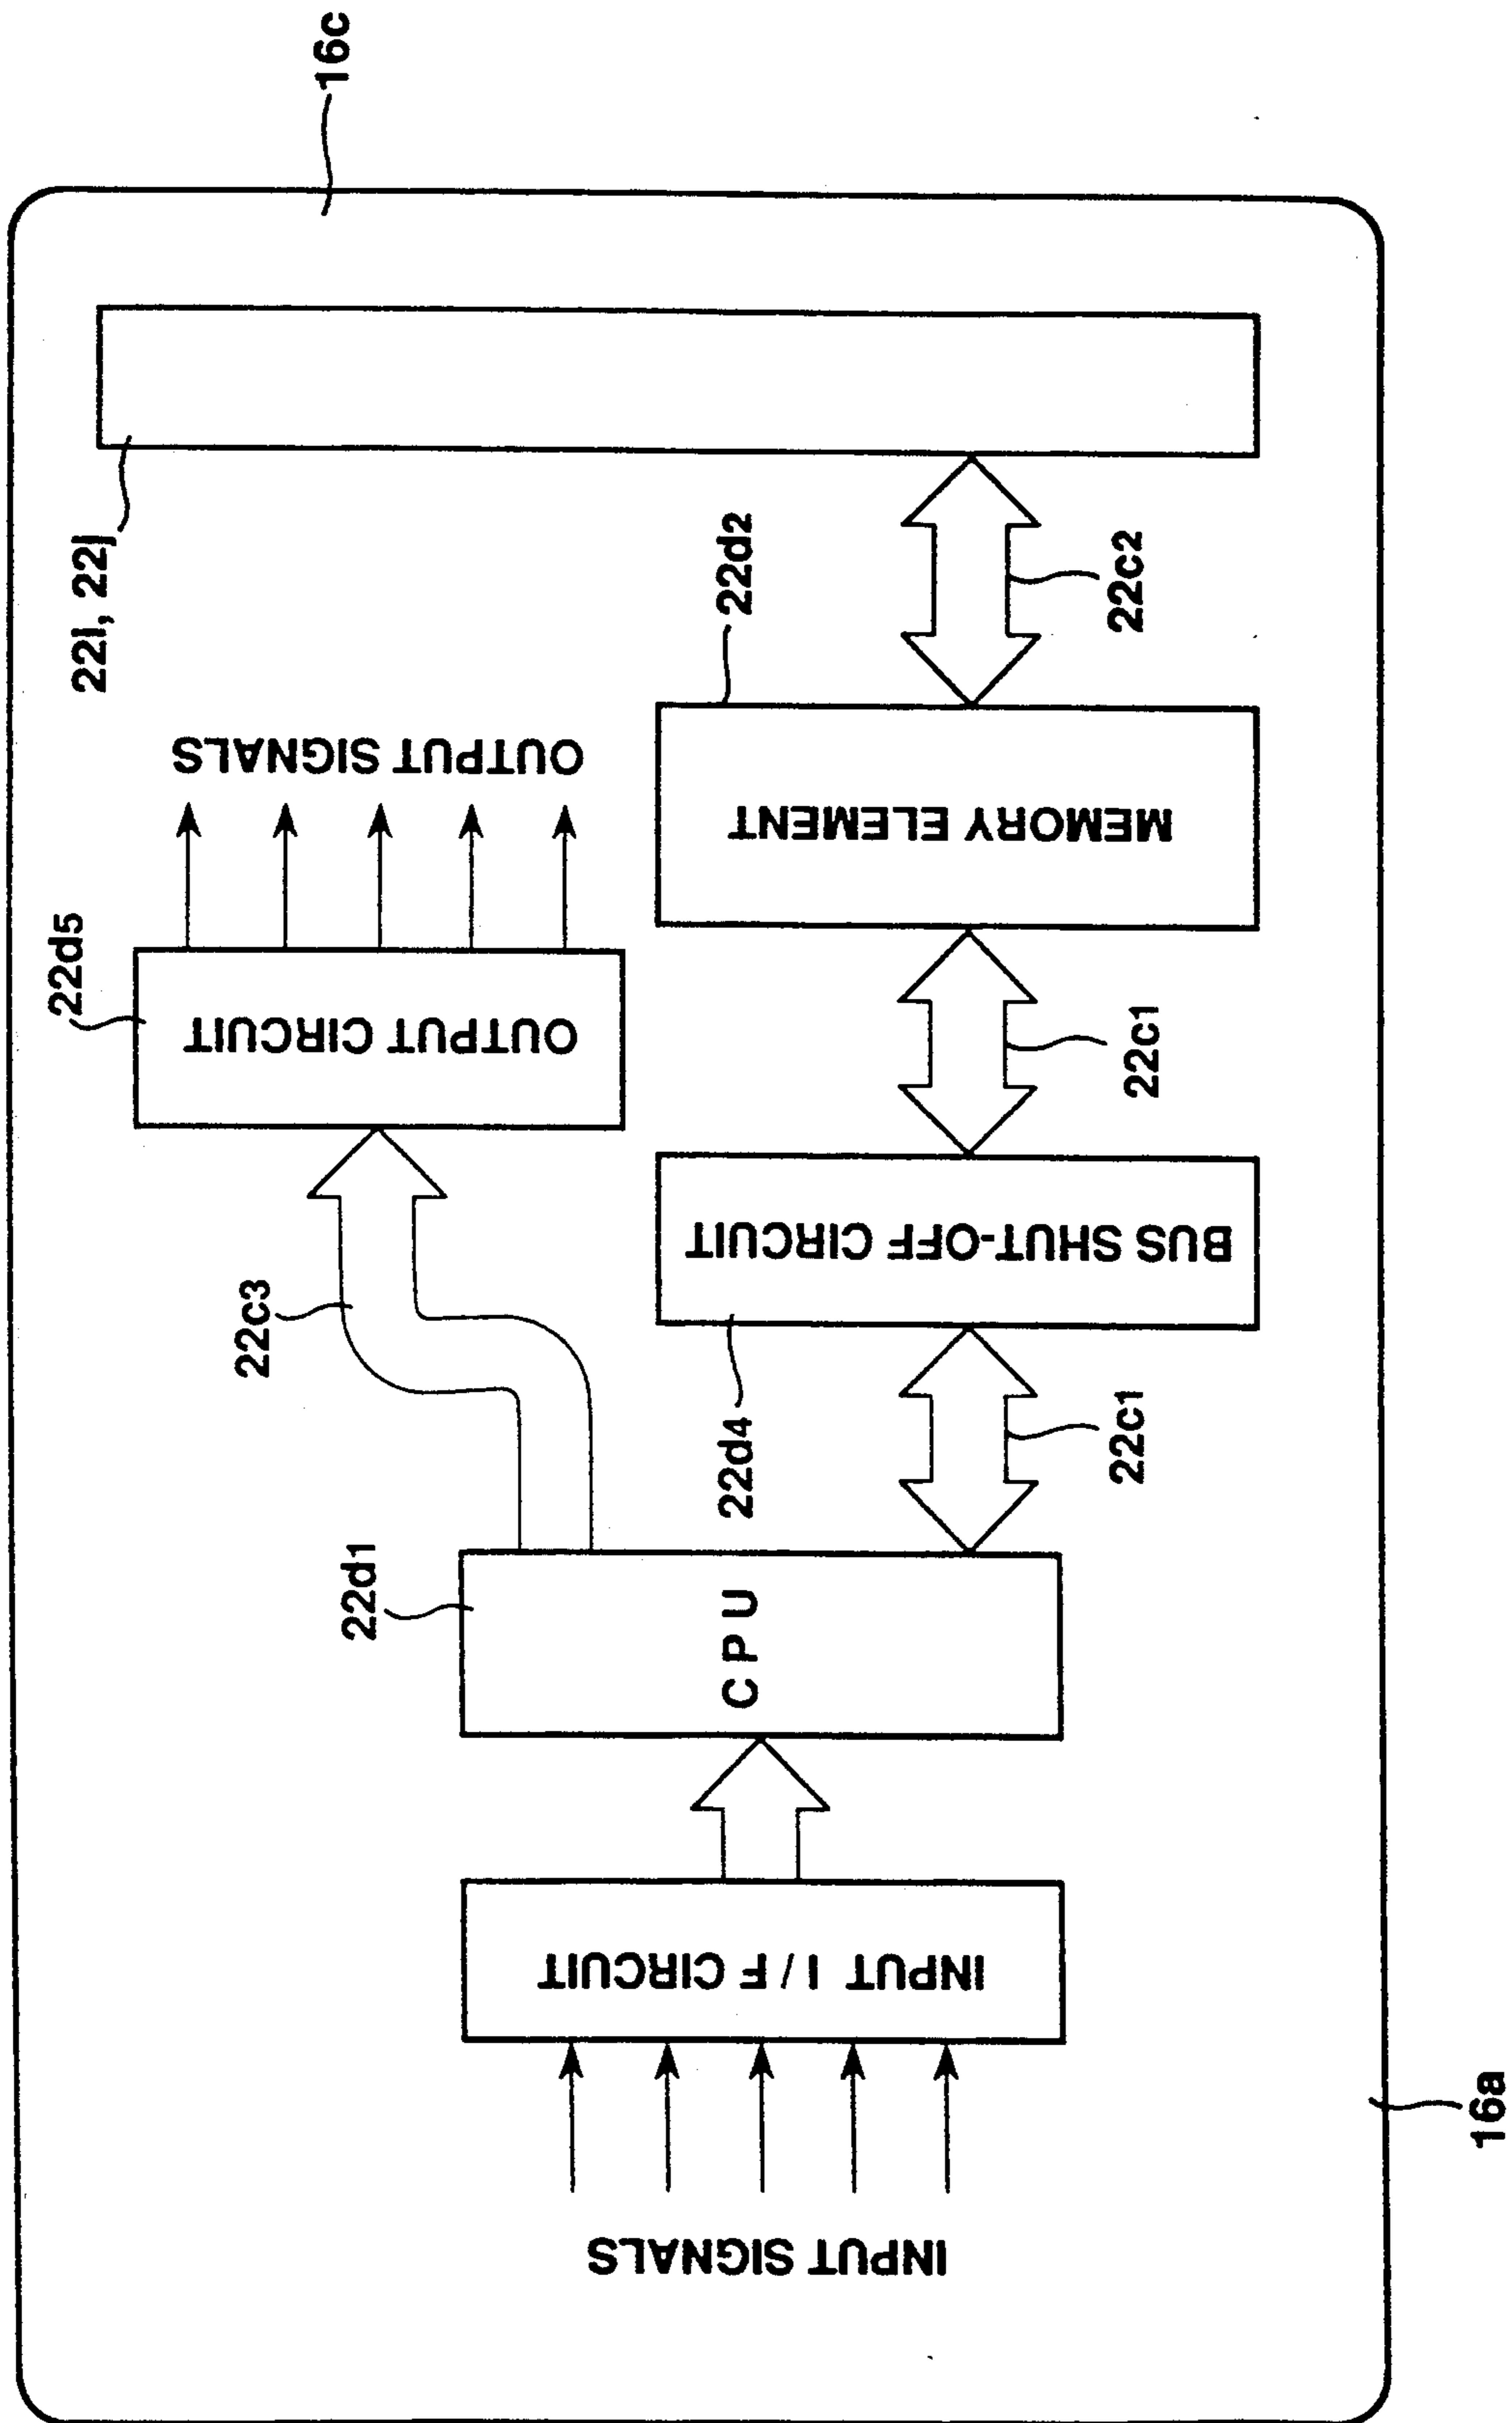 16c
22i, 22j
OUTPUT SIGNALS
22d2
22c2
MEMORY ELEMENT
22d5
OUTPUT CIRCUIT
22c1
22c3
BUS SHUT-OFF CIRCUIT
22d4
22c1
22d1
CPU
INPUT I/F CIRCUIT
INPUT SIGNALS
16a